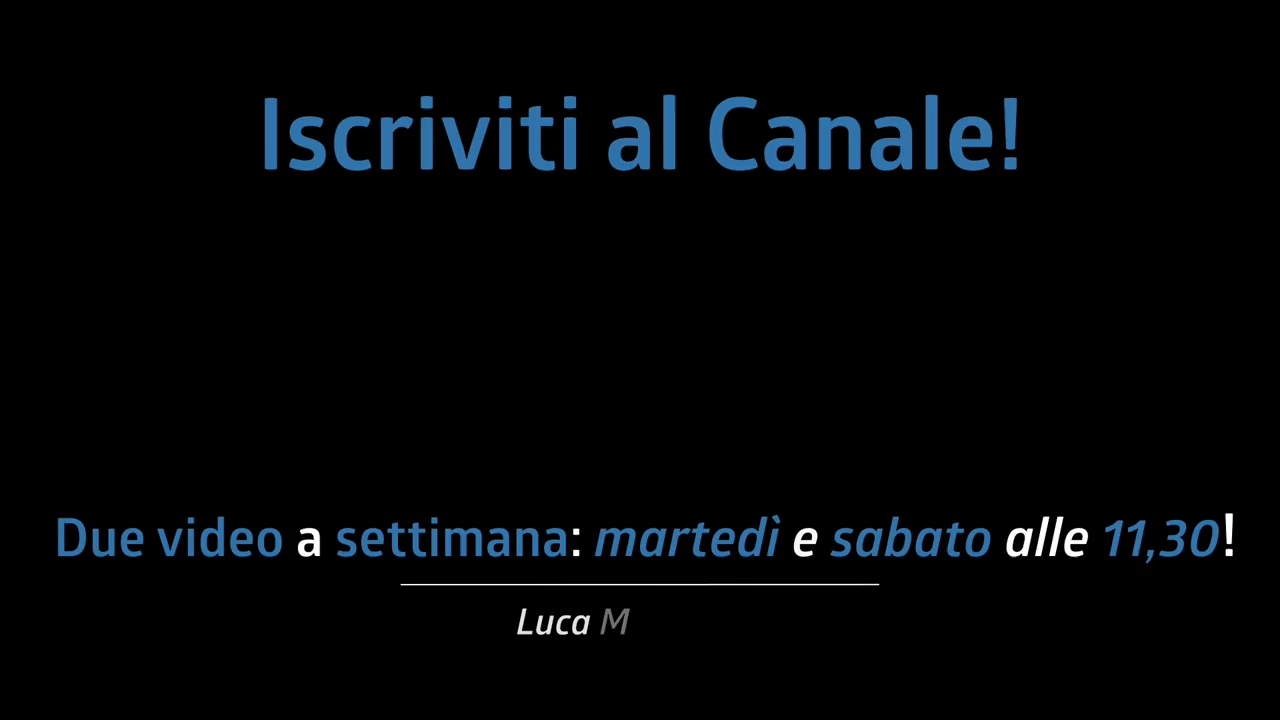 Iscriviti al Canale!
Due video a settimana: martedì e sabato alle 11,30!
Luca M